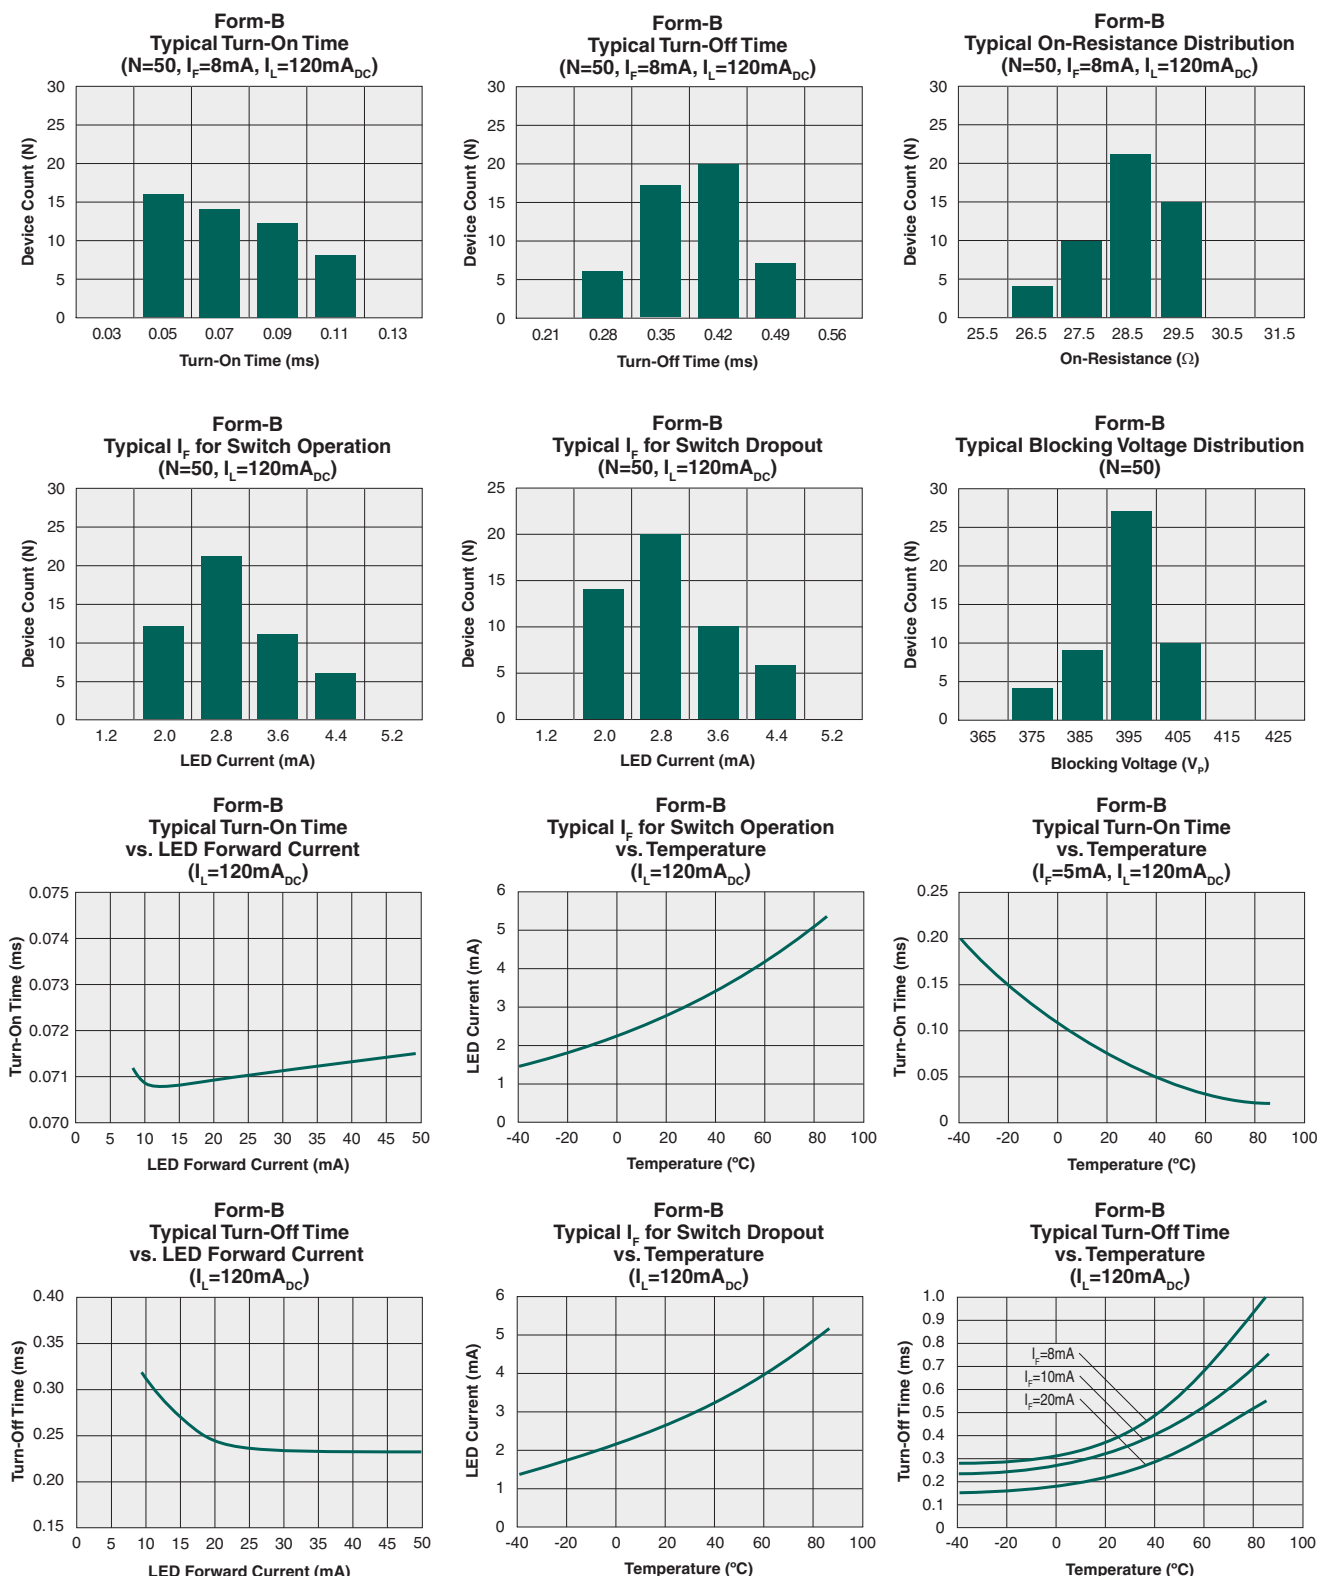 Form-B
Typical Turn-On Time
(N=50, IF=8mA, IL=120mADC)
30
25
20
15
10
5
0
Device Count (N)
0.03 0.05 0.07 0.09 0.11 0.13
Turn-On Time (ms)
Form-B
Typical Turn-Off Time
(N=50, IF=8mA, IL=120mADC)
30
25
20
15
10
5
0
Device Count (N)
0.21 0.28 0.35 0.42 0.49 0.56
Turn-Off Time (ms)
Form-B
Typical On-Resistance Distribution
(N=50, IF=8mA, IL=120mADC)
30
25
20
15
10
5
0
Device Count (N)
25.5 26.5 27.5 28.5 29.5 30.5 31.5
On-Resistance (Ω)
Form-B
Typical IF for Switch Operation
(N=50, IL=120mADC)
30
25
20
15
10
5
0
Device Count (N)
1.2 2.0 2.8 3.6 4.4 5.2
LED Current (mA)
Form-B
Typical IF for Switch Dropout
(N=50, IL=120mADC)
25
20
15
10
5
0
Device Count (N)
1.2 2.0 2.8 3.6 4.4 5.2
LED Current (mA)
Form-B
Typical Blocking Voltage Distribution
(N=50)
30
25
20
15
10
5
0
Device Count (N)
365 375 385 395 405 415 425
Blocking Voltage (VP)
Form-B
Typical Turn-On Time
vs. LED Forward Current
(IL=120mADC)
0.075
0.074
0.073
0.072
0.071
0.070
Turn-On Time (ms)
0 5 10 15 20 25 30 35 40 45 50
LED Forward Current (mA)
Form-B
Typical IF for Switch Operation
vs. Temperature
(IL=120mADC)
6
5
4
3
2
1
0
LED Current (mA)
-40 -20 0 20 40 60 80 100
Temperature (ºC)
Form-B
Typical Turn-On Time
vs. Temperature
(IF=5mA, IL=120mADC)
0.25
0.20
0.15
0.10
0.05
0
Turn-On Time (ms)
-40 -20 0 20 40 60 80 100
Temperature (ºC)
Form-B
Typical Turn-Off Time
vs. LED Forward Current
(IL=120mADC)
0.40
0.35
0.30
0.25
0.20
0.15
Turn-Off Time (ms)
0 5 10 15 20 25 30 35 40 45 50
LED Forward Current (mA)
Form-B
Typical IF for Switch Dropout
vs. Temperature
(IL=120mADC)
6
5
4
3
2
1
0
LED Current (mA)
-40 -20 0 20 40 60 80 100
Temperature (ºC)
Form-B
Typical Turn-Off Time
vs. Temperature
(IL=120mADC)
1.0
0.9
0.8
0.7
0.6
0.5
0.4
0.3
0.2
0.1
0
Turn-Off Time (ms)
IF=8mA
IF=10mA
IF=20mA
-40 -20 0 20 40 60 80 100
Temperature (ºC)